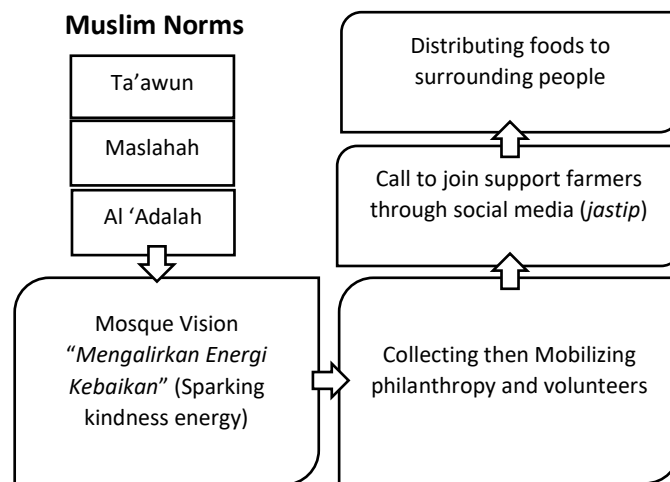 Muslim Norms
Ta’awun
Maslahah
Al ‘Adalah
Mosque Vision
“Mengalirkan Energi
Kebaikan” (Sparking
kindness energy)
Collecting then Mobilizing
philanthropy and volunteers
Call to join support farmers
through social media (jastip)
Distributing foods to
surrounding people